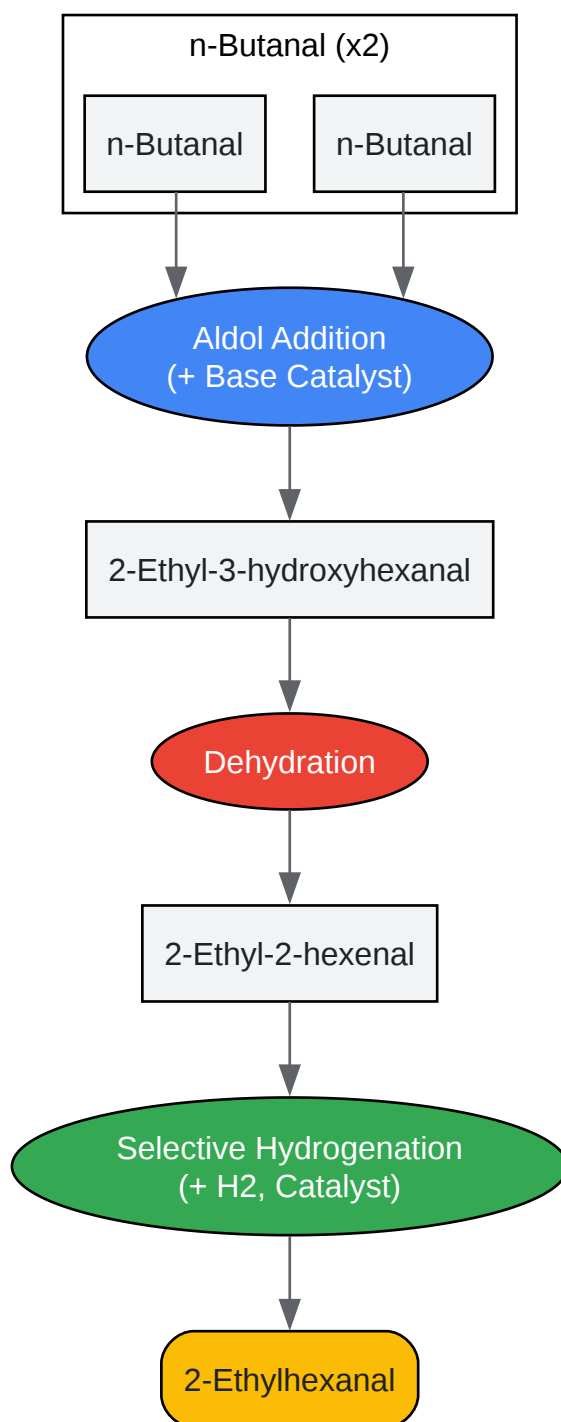 n-Butanal (x2)
n-Butanal
n-Butanal
Aldol Addition
(+ Base Catalyst)
2-Ethyl-3-hydroxyhexanal
Dehydration
2-Ethyl-2-hexenal
Selective Hydrogenation
(+ H2, Catalyst)
2-Ethylhexanal